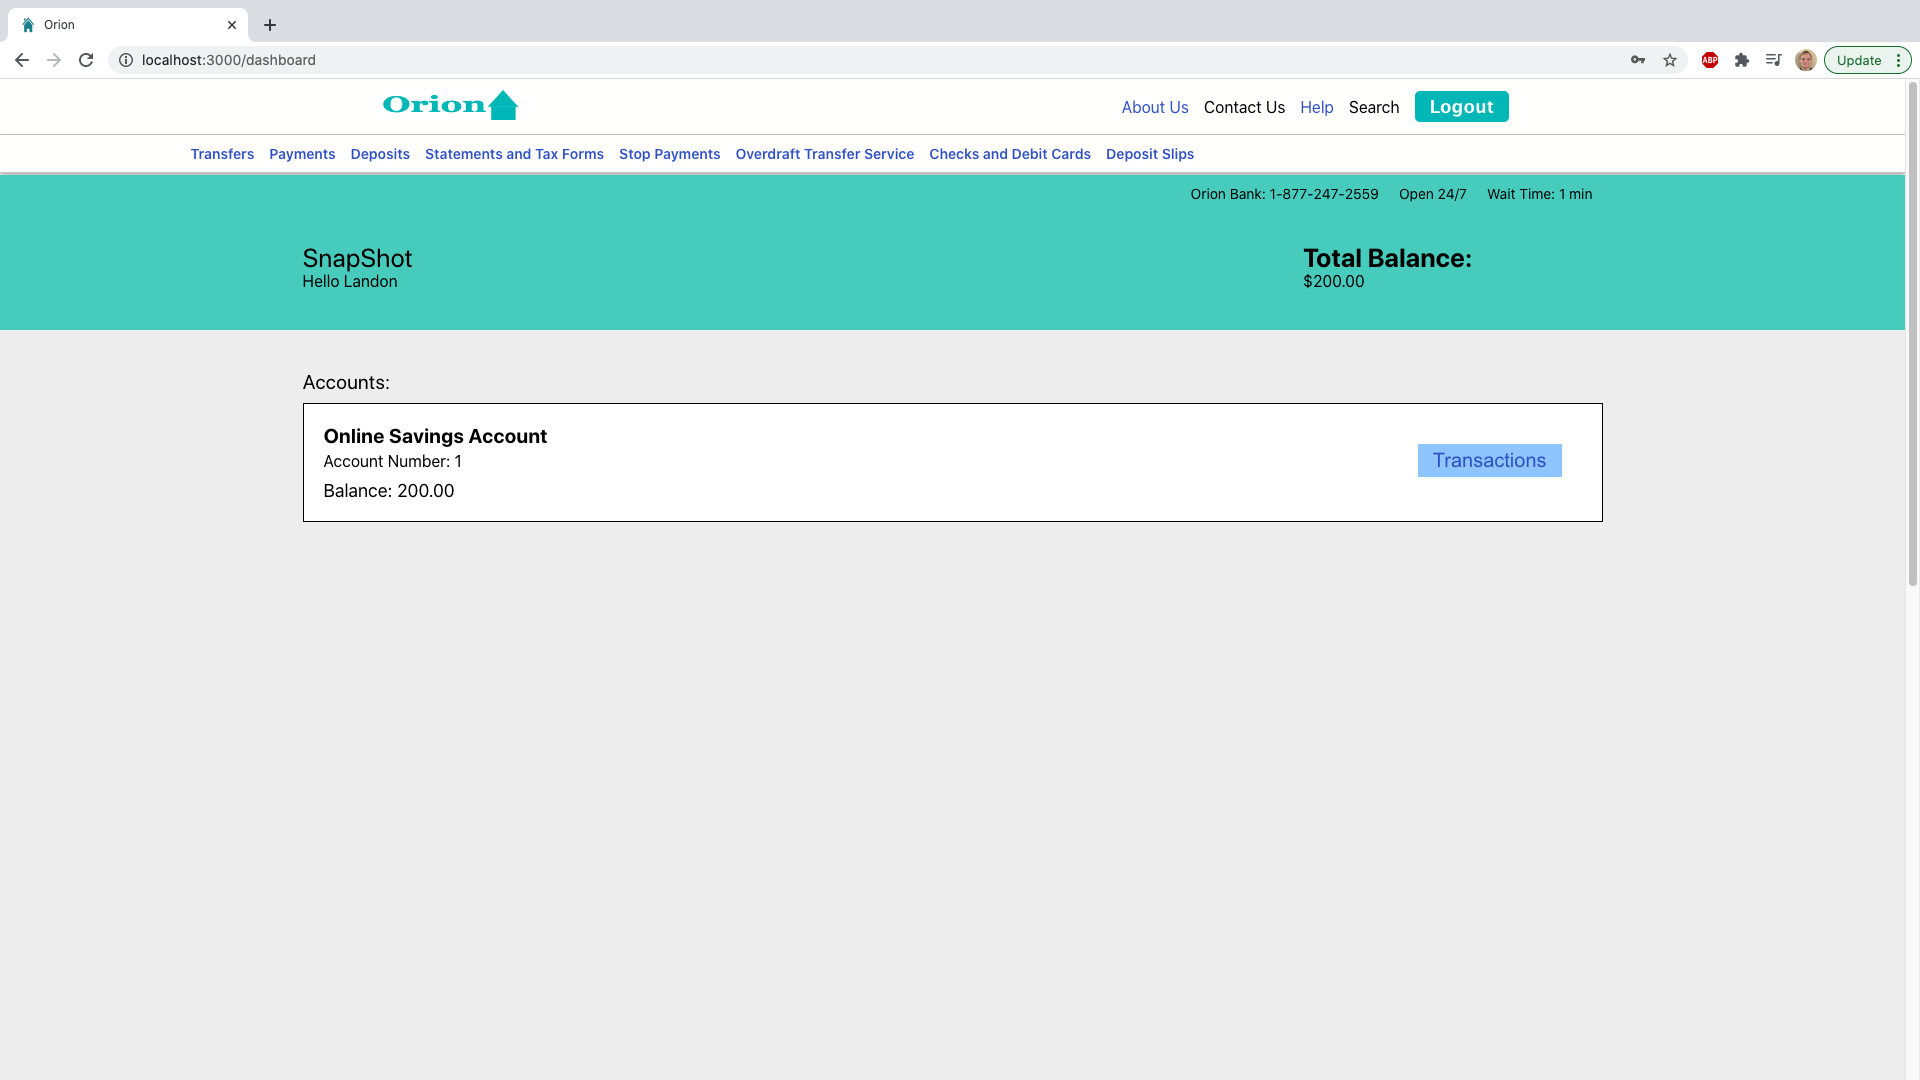 Orion
localhost:3000/dashboard
ABP
Update
Orion
About Us Contact Us Help Search Logout
Transfers Payments Deposits Statements and Tax Forms Stop Payments Overdraft Transfer Service Checks and Debit Cards Deposit Slips
Orion Bank: 1-877-247-2559 Open 24/7 Wait Time: 1 min
SnapShot
Hello Landon
Total Balance:
$200.00
Accounts:
Online Savings Account
Account Number: 1
Balance: 200.00
Transactions